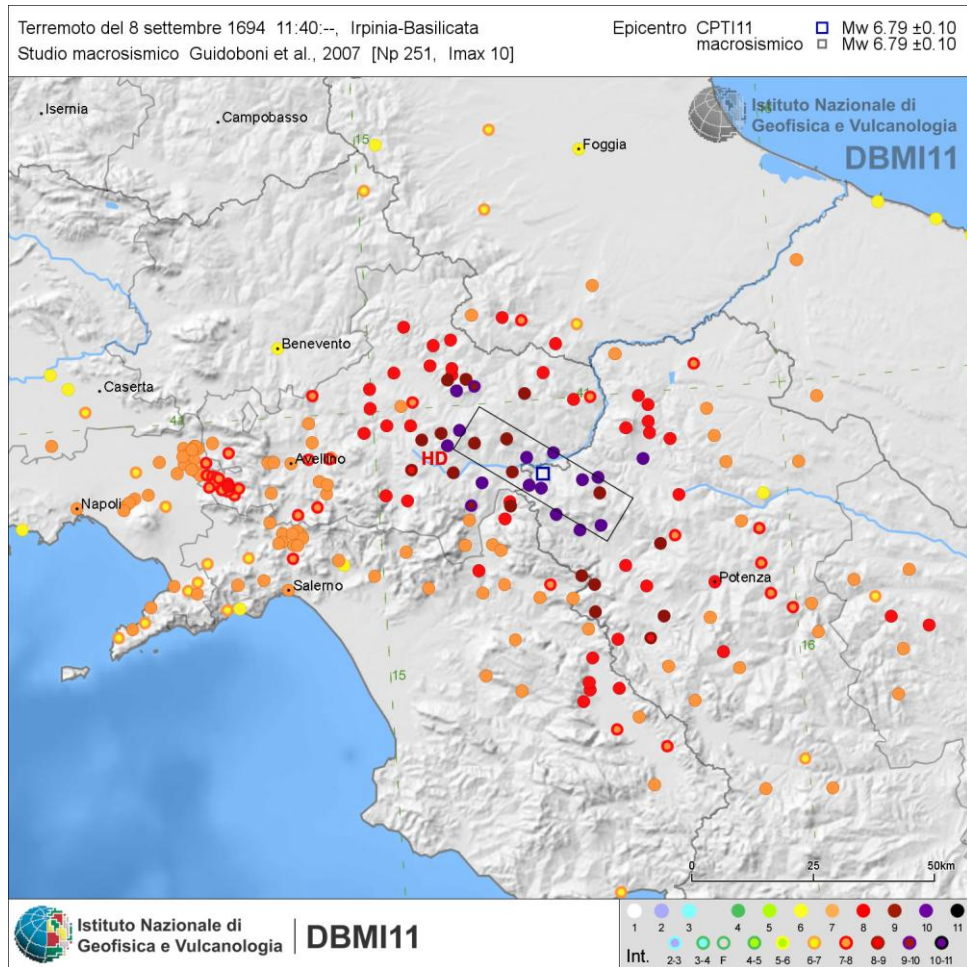 Terremoto del 8 settembre 1694  11:40:--,  Irpinia-Basilicata
Studio macrosismico  Guidoboni et al., 2007  [Np 251,  Imax 10]
Epicentro  CPTI11  Mw 6.79 ±0.10
macrosismico  Mw 6.79 ±0.10
Isernia
Campobasso
15
Foggia
16
Istituto Nazionale di
Geofisica e Vulcanologia
DBMI11
Benevento
Caserta
41
41
HD
Avellino
Napoli
Salerno
Potenza
15
16
0 25 50km
Istituto Nazionale di
Geofisica e Vulcanologia
DBMI11
1 2 3 4 5 6 7 8 9 10 11
Int. 2-3 3-4 F 4-5 5-6 6-7 7-8 8-9 9-10 10-11